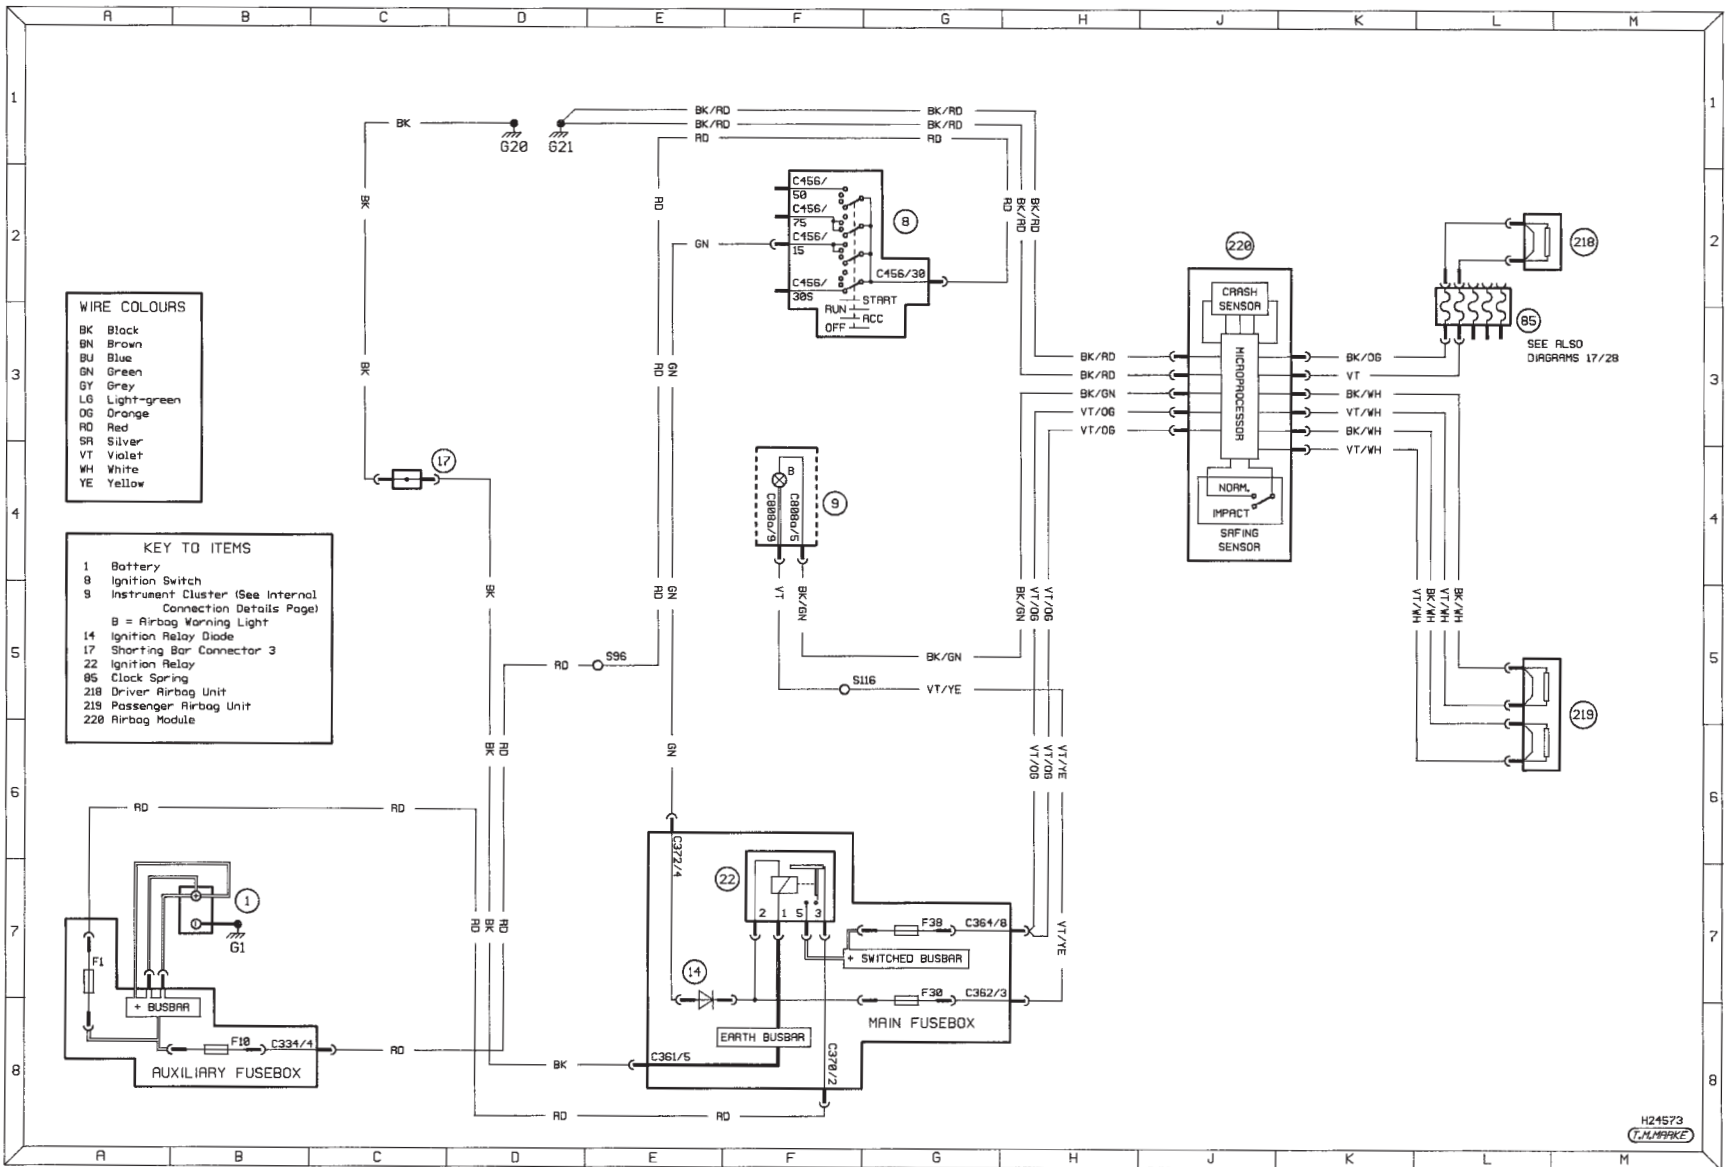 A B C D E F G H J K L M
1 1
BK BK/RD BK/RD
BK/RD BK/RD
RD RD
G20 G21
C456/
50
C456/
75
C456/
15
C456/
30S
C456/30
START
RUN
ACC
OFF
8
BK RD GN RD BK/RD BK/RD
2 2
220
218
CRASH
SENSOR
85
SEE ALSO
DIAGRAMS 17/28
WIRE COLOURS
BK Black
BN Brown
BU Blue
GN Green
GY Grey
LG Light-green
OG Orange
RD Red
SR Silver
VT Violet
WH White
YE Yellow
3 3
BK RD GN
BK/RD
BK/RD
BK/GN
VT/OG
VT/OG
MICROPROCESSOR
BK/OG
VT
BK/WH
VT/WH
BK/WH
VT/WH
17
B
C808a/9 C808a/5
9
NORM.
IMPACT
SAFING
SENSOR
4 4
KEY TO ITEMS
1 Battery
8 Ignition Switch
9 Instrument Cluster (See Internal
Connection Details Page)
B = Airbag Warning Light
14 Ignition Relay Diode
17 Shorting Bar Connector 3
22 Ignition Relay
85 Clock Spring
218 Driver Airbag Unit
219 Passenger Airbag Unit
220 Airbag Module
BK RD GN VT BK/GN BK/GN VT/OG VT/OG VT/WH BK/WH VT/WH BK/WH
5 5
RD S96 BK/GN
S116 VT/YE
219
BK RD GN VT/OG VT/OG VT/YE
6 6
RD RD
C372/4
22
1
2 1 5 3
G1
RD BK RD
F38 C364/8
VT/YE
7 7
F1
+ SWITCHED BUSBAR
14
F30 C362/3
+ BUSBAR
MAIN FUSEBOX
EARTH BUSBAR
F10 C334/4
RD
AUXILIARY FUSEBOX
BK C361/5
C370/2
8 8
RD RD
H24573
T.M.MARKE
A B C D E F G H J K L M